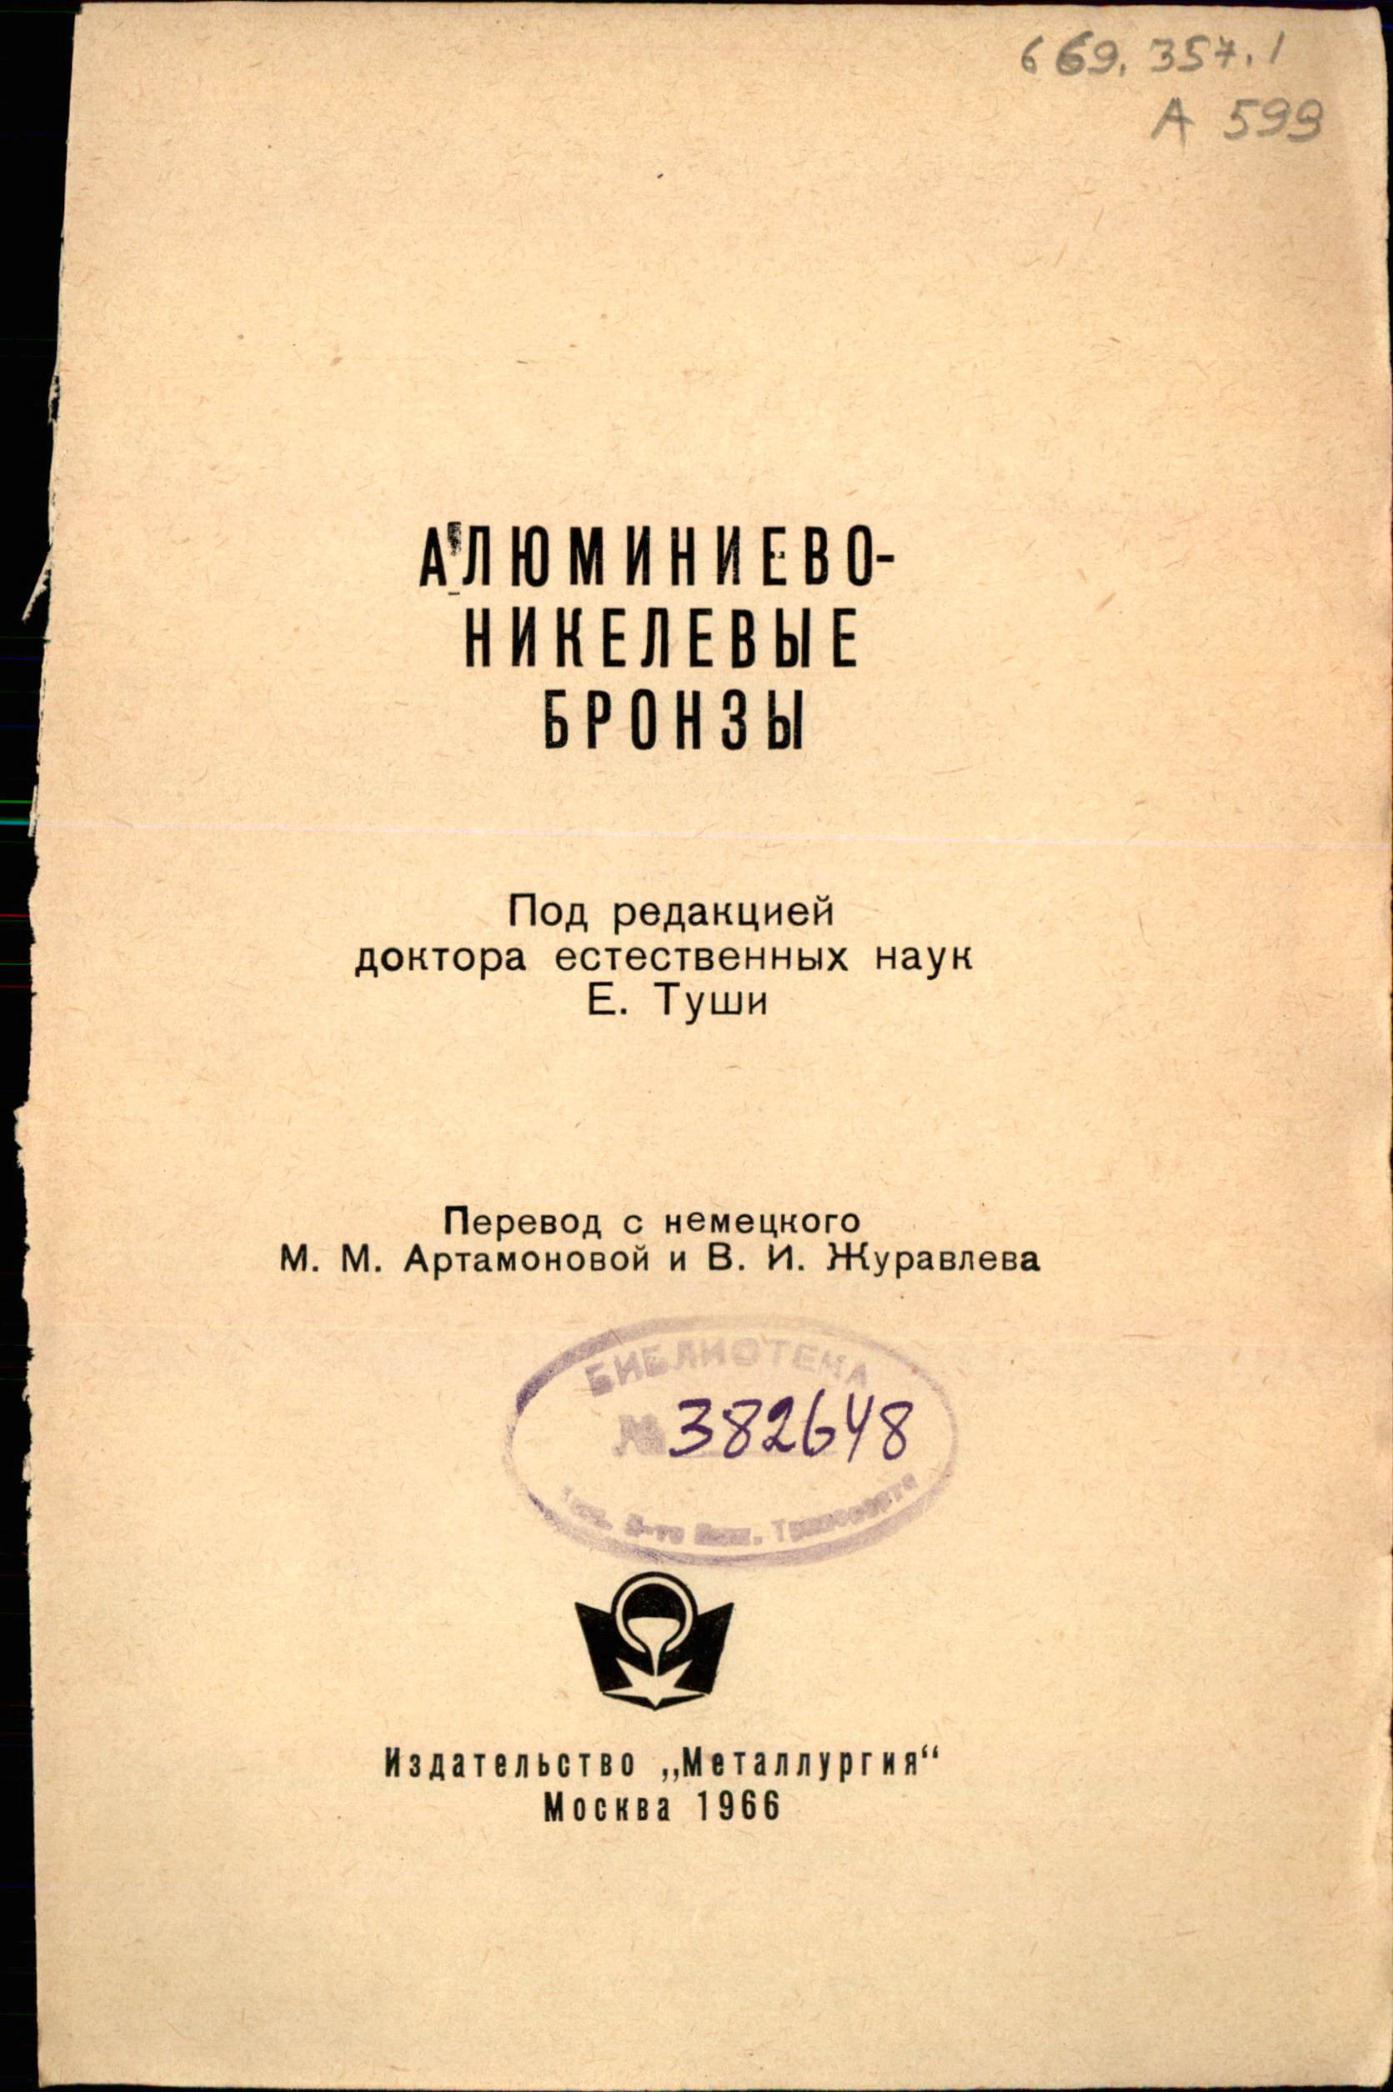 669.357.1
А 599
АЛЮМИНИЕВО-
НИКЕЛЕВЫЕ
БРОНЗЫ
Под редакцией
доктора естественных наук
Е. Туши
Перевод с немецкого
М. М. Артамоновой и В. И. Журавлева
БИБЛИОТЕКА
№ 382648
Издательство „Металлургия“
Москва 1966